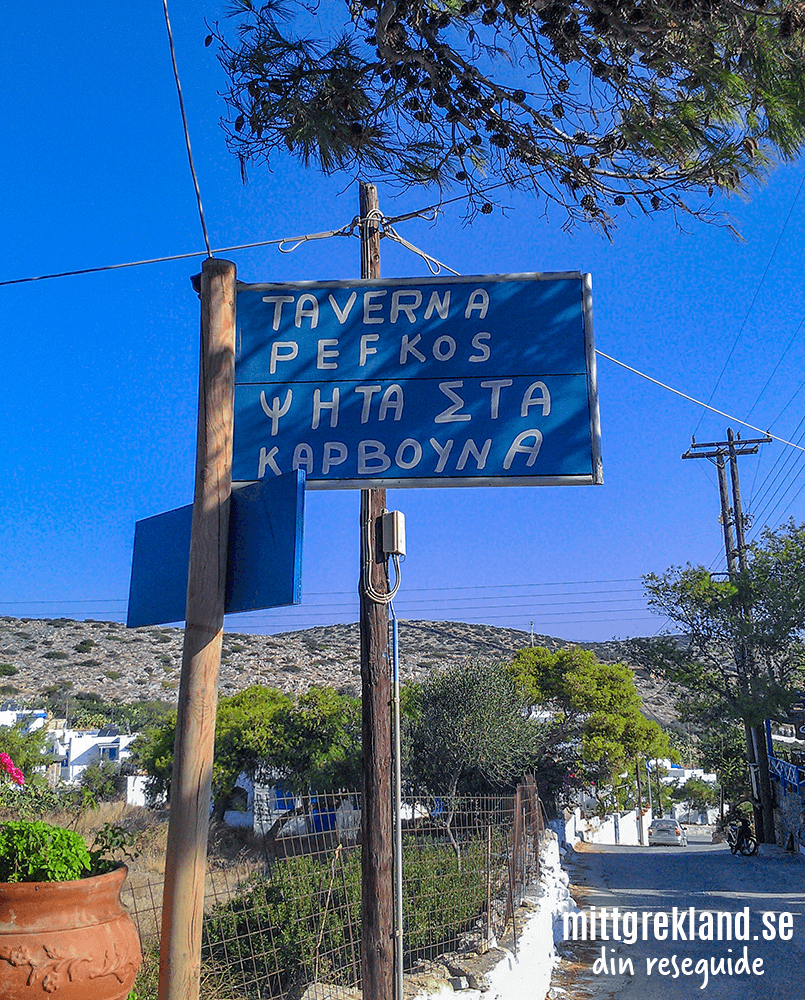 TAVERNA
PEFKOS
ΨΗΤΑ ΣΤΑ
ΚΑΡΒΟΥΝΑ
mittgrekland.se
din reseguide